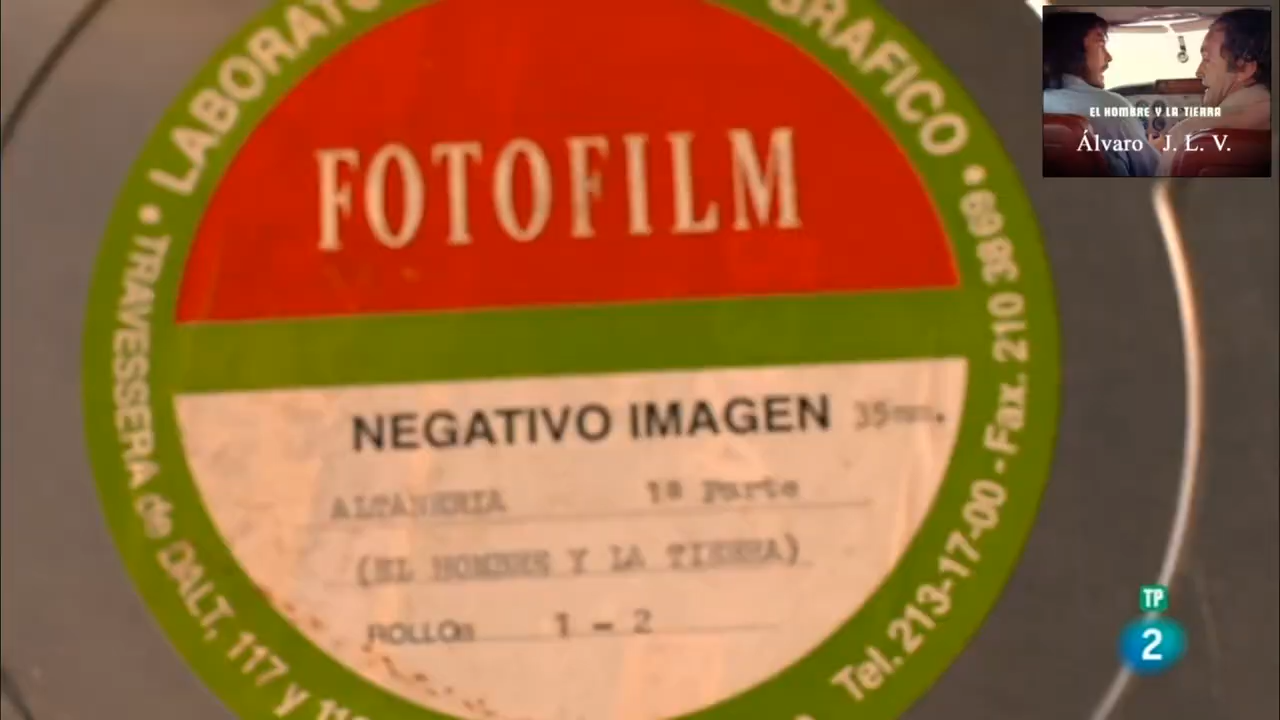 LABORATO
GRAFICO
FOTOFILM
NEGATIVO IMAGEN 35mm.
ALTANERIA 1ª Parte
(EL HOMBRE Y LA TIERRA)
ROLLOs 1 - 2
• TRAVESSERA de DALT, 117 y
Tel. 213-17-00 - Fax. 210 3869 •
EL HOMBRE Y LA TIERRA
Álvaro J. L. V.
TP
2